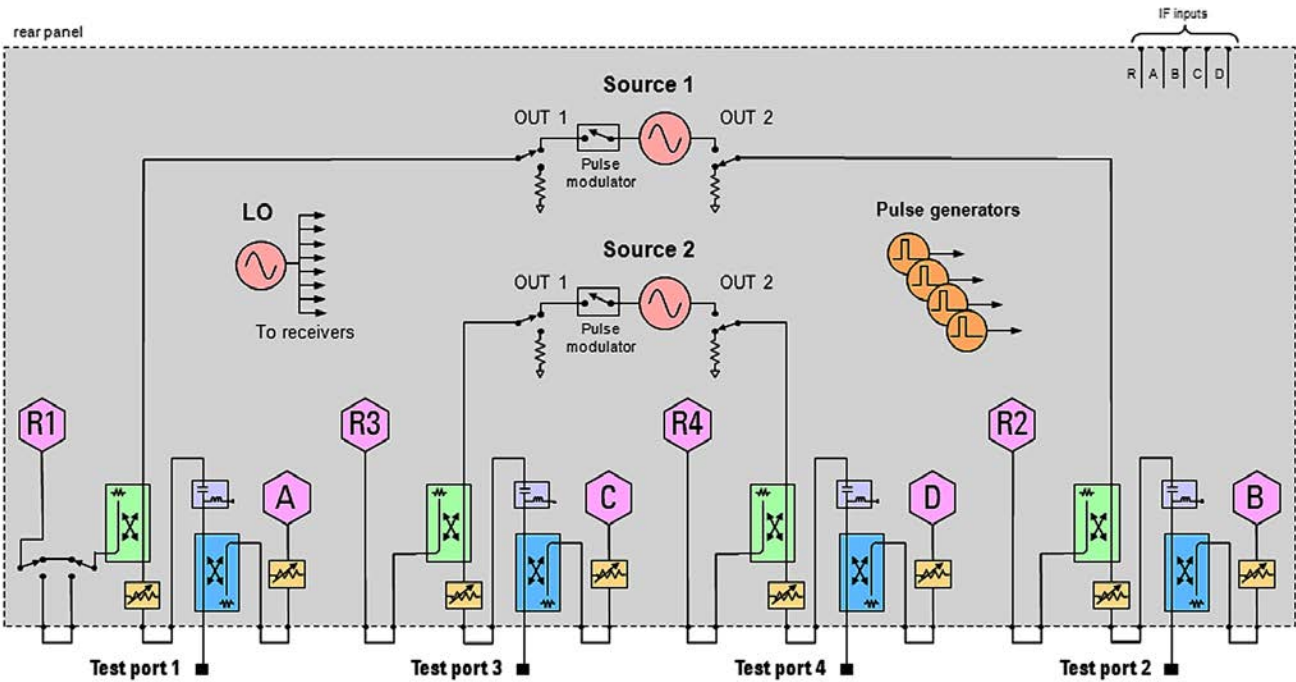 IF inputs
rear panel
R A B C D
Source 1
OUT 1
OUT 2
Pulse
modulator
LO
Pulse generators
Source 2
OUT 1
OUT 2
To receivers
Pulse
modulator
R1
R3
R4
R2
A
C
D
B
Test port 1
Test port 3
Test port 4
Test port 2